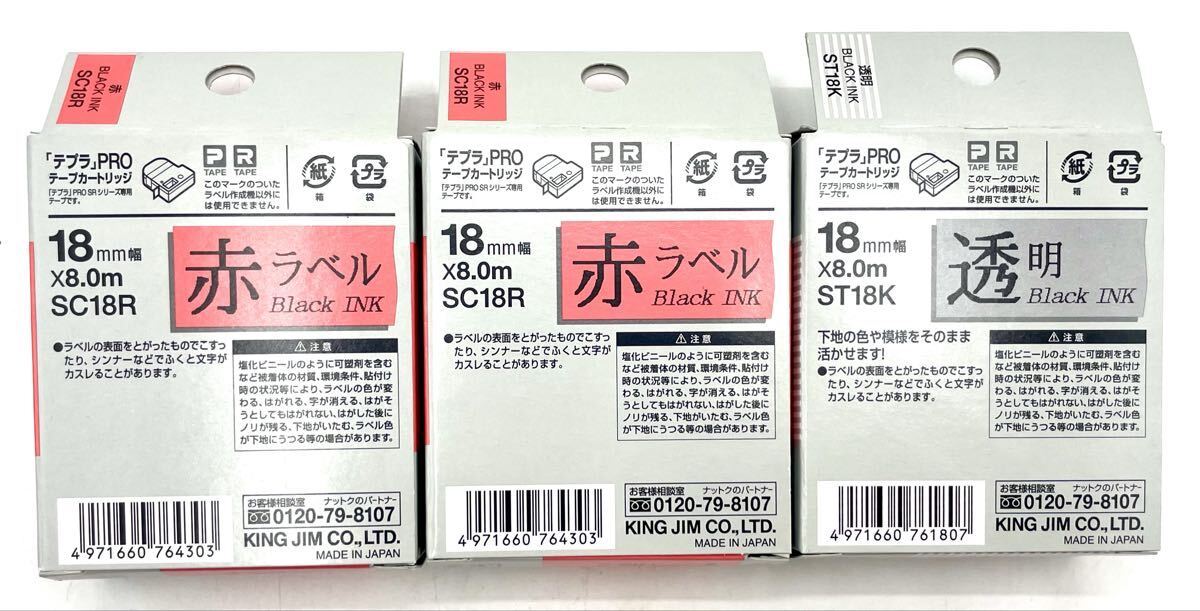 赤
BLACK INK
SC18R
「テプラ」PRO
テープカートリッジ
「テプラ」PRO SRシリーズ専用
テープです。
P R
TAPE TAPE
このマークのついた
ラベル作成機以外に
は使用できません。
紙
箱
プラ
袋
18mm幅
X8.0m
SC18R
赤ラベル
Black INK
●ラベルの表面をとがったものでこすっ
たり、シンナーなどでふくと文字が
カスレることがあります。
⚠注意
塩化ビニールのように可塑剤を含む
など被着体の材質、環境条件、貼付け
時の状況等により、ラベルの色が変
わる、はがれる、字が消える、はがそ
うとしてもはがれない、はがした後に
ノリが残る、下地がいたむ、ラベル色
が下地にうつる等の場合があります。
お客様相談室 ナットクのパートナー
0120-79-8107
KING JIM CO.,LTD.
MADE IN JAPAN
4 971660 764303
赤
BLACK INK
SC18R
「テプラ」PRO
テープカートリッジ
「テプラ」PRO SRシリーズ専用
テープです。
P R
TAPE TAPE
このマークのついた
ラベル作成機以外に
は使用できません。
紙
箱
プラ
袋
18mm幅
X8.0m
SC18R
赤ラベル
Black INK
●ラベルの表面をとがったものでこすっ
たり、シンナーなどでふくと文字が
カスレることがあります。
⚠注意
塩化ビニールのように可塑剤を含む
など被着体の材質、環境条件、貼付け
時の状況等により、ラベルの色が変
わる、はがれる、字が消える、はがそ
うとしてもはがれない、はがした後に
ノリが残る、下地がいたむ、ラベル色
が下地にうつる等の場合があります。
お客様相談室 ナットクのパートナー
0120-79-8107
KING JIM CO.,LTD.
MADE IN JAPAN
4 971660 764303
透明
BLACK INK
ST18K
「テプラ」PRO
テープカートリッジ
「テプラ」PRO SRシリーズ専用
テープです。
P R
TAPE TAPE
このマークのついた
ラベル作成機以外に
は使用できません。
紙
箱
プラ
袋
18mm幅
X8.0m
ST18K
透明
Black INK
下地の色や模様をそのまま
活かせます!
●ラベルの表面をとがったものでこすっ
たり、シンナーなどでふくと文字が
カスレることがあります。
⚠注意
塩化ビニールのように可塑剤を含む
など被着体の材質、環境条件、貼付け
時の状況等により、ラベルの色が変
わる、はがれる、字が消える、はがそ
うとしてもはがれない、はがした後に
ノリが残る、下地がいたむ、ラベル色
が下地にうつる等の場合があります。
お客様相談室 ナットクのパートナー
0120-79-8107
KING JIM CO.,LTD.
MADE IN JAPAN
4 971660 761807